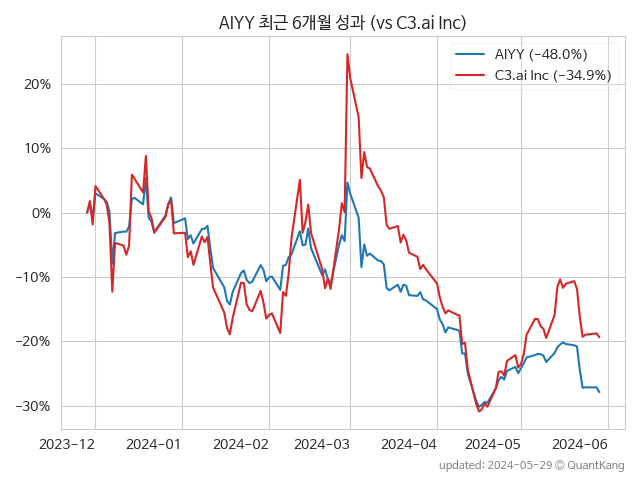 AIYY 최근 6개월 성과 (vs C3.ai Inc)
AIYY (−48.0%)
C3.ai Inc (−34.9%)
20%
10%
0%
−10%
−20%
−30%
2023-12 2024-01 2024-02 2024-03 2024-04 2024-05 2024-06
updated: 2024-05-29 © QuantKang